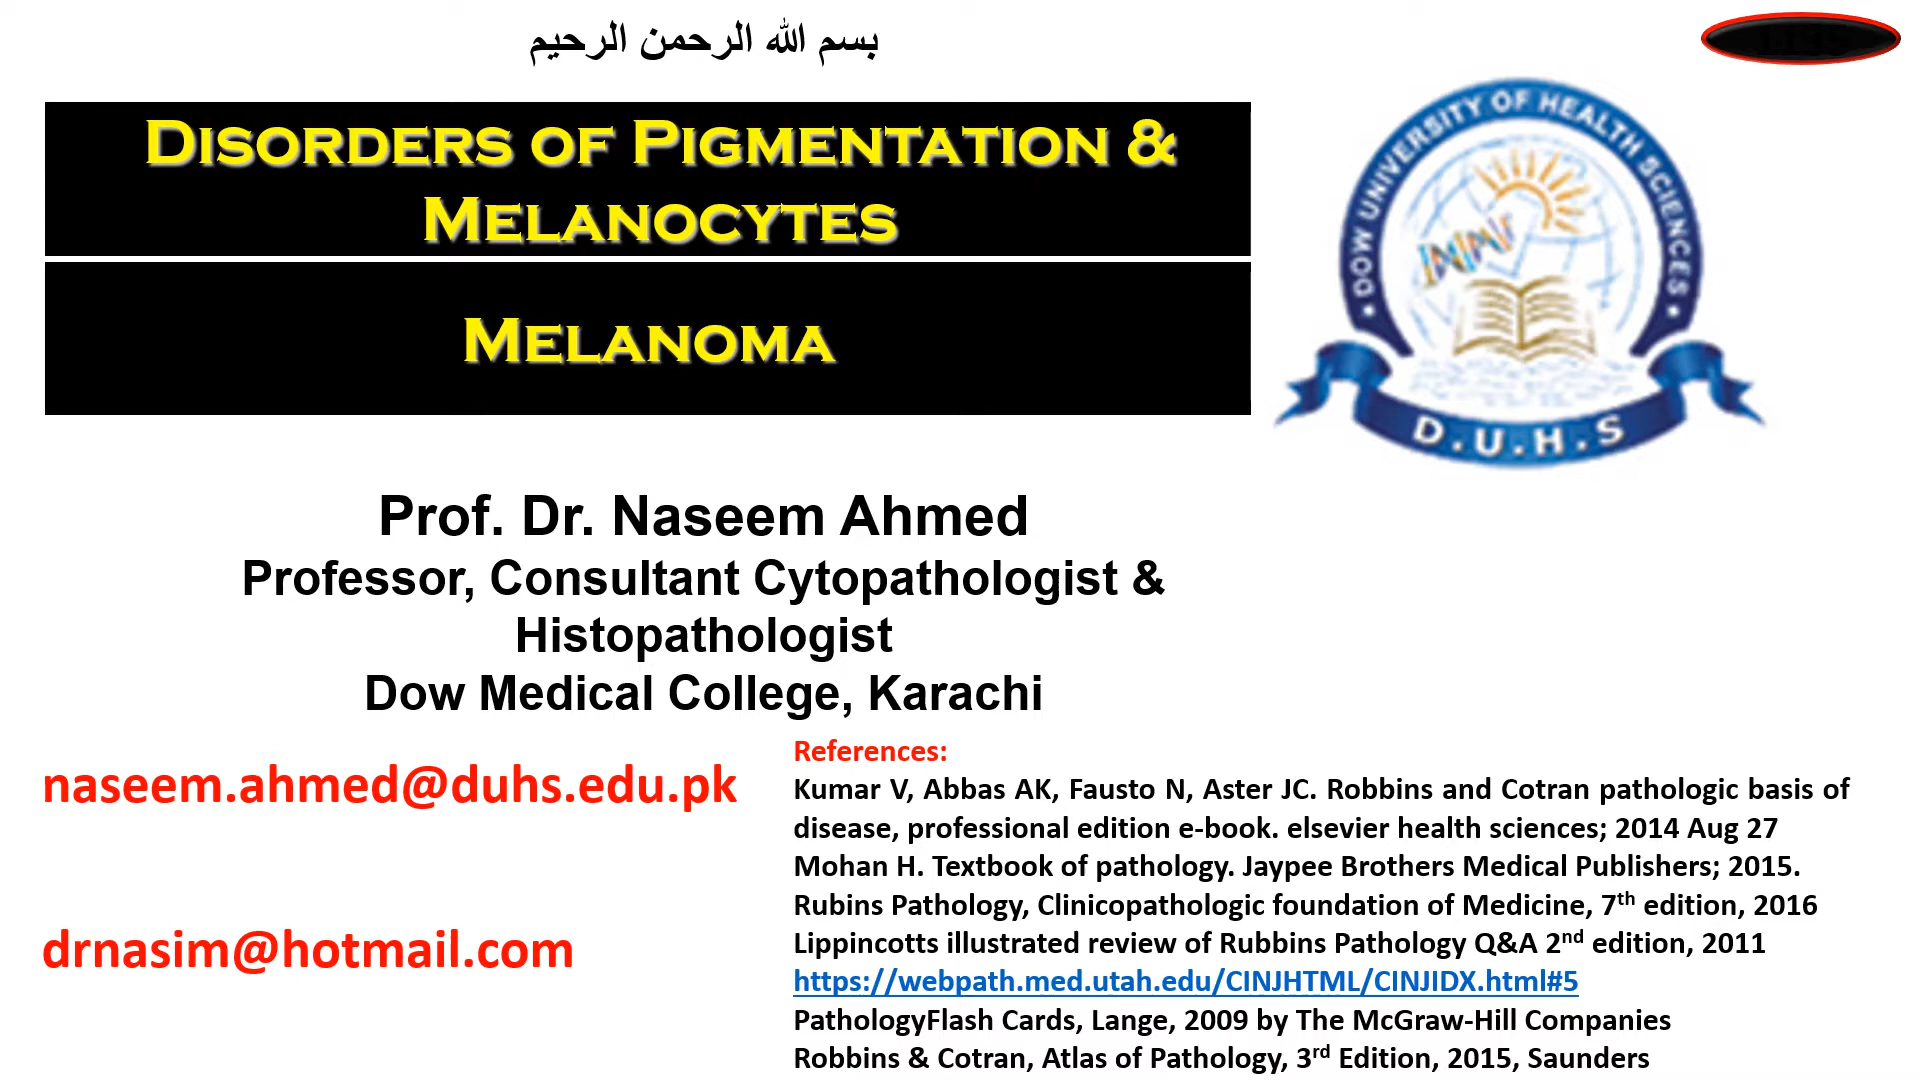 بسم الله الرحمن الرحيم
DISORDERS OF PIGMENTATION &
MELANOCYTES
MELANOMA
DOW UNIVERSITY OF HEALTH SCIENCES
D.U.H.S
Prof. Dr. Naseem Ahmed
Professor, Consultant Cytopathologist &
Histopathologist
Dow Medical College, Karachi
naseem.ahmed@duhs.edu.pk
drnasim@hotmail.com
References:
Kumar V, Abbas AK, Fausto N, Aster JC. Robbins and Cotran pathologic basis of
disease, professional edition e-book. elsevier health sciences; 2014 Aug 27
Mohan H. Textbook of pathology. Jaypee Brothers Medical Publishers; 2015.
Rubins Pathology, Clinicopathologic foundation of Medicine, 7th edition, 2016
Lippincotts illustrated review of Rubbins Pathology Q&A 2nd edition, 2011
https://webpath.med.utah.edu/CINJHTML/CINJIDX.html#5
PathologyFlash Cards, Lange, 2009 by The McGraw-Hill Companies
Robbins & Cotran, Atlas of Pathology, 3rd Edition, 2015, Saunders